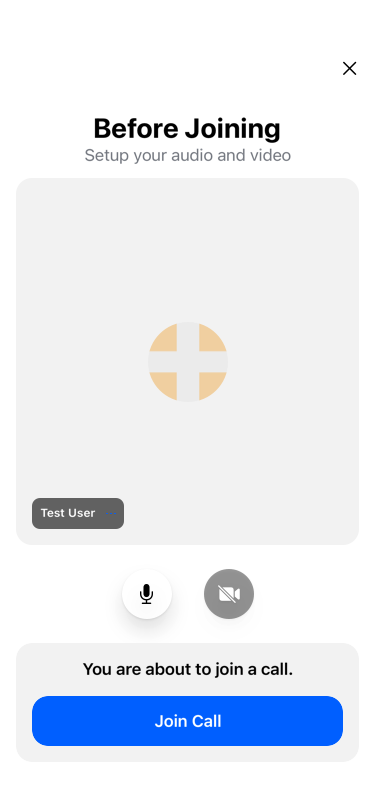 Before Joining
Setup your audio and video
Test User
You are about to join a call.
Join Call